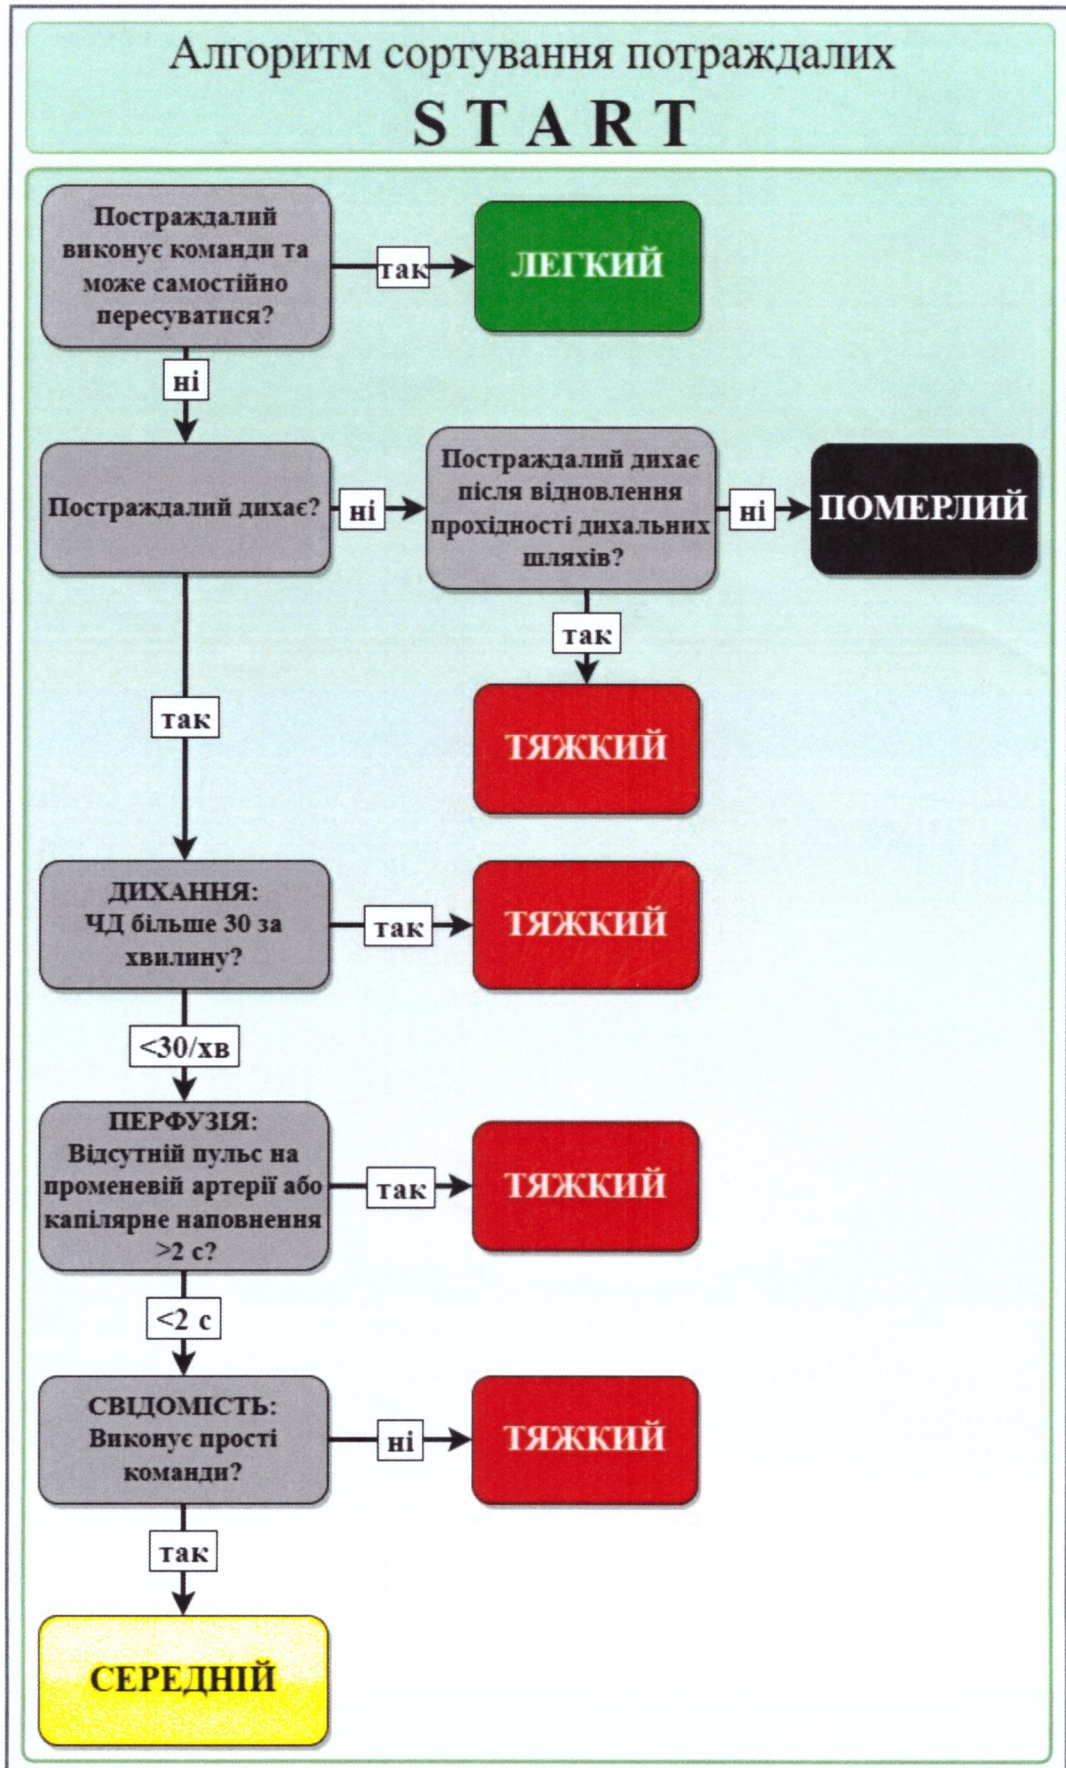 Алгоритм сортування потраждалих
START
Постраждалий
виконує команди та
може самостійно
пересуватися?
так
ЛЕГКИЙ
ні
Постраждалий дихає?
ні
Постраждалий дихає
після відновлення
прохідності дихальних
шляхів?
ні
ПОМЕРЛИЙ
так
ТЯЖКИЙ
так
ДИХАННЯ:
ЧД більше 30 за
хвилину?
так
ТЯЖКИЙ
<30/хв
ПЕРФУЗІЯ:
Відсутній пульс на
променевій артерії або
капілярне наповнення
>2 с?
так
ТЯЖКИЙ
<2 с
СВІДОМІСТЬ:
Виконує прості
команди?
ні
ТЯЖКИЙ
так
СЕРЕДНІЙ